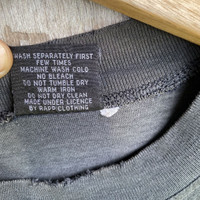 WASH SEPARATELY FIRST
FEW TIMES
MACHINE WASH COLD
NO BLEACH
DO NOT TUMBLE DRY
WARM IRON
DO NOT DRY CLEAN
MADE UNDER LICENCE
BY RAPP CLOTHING